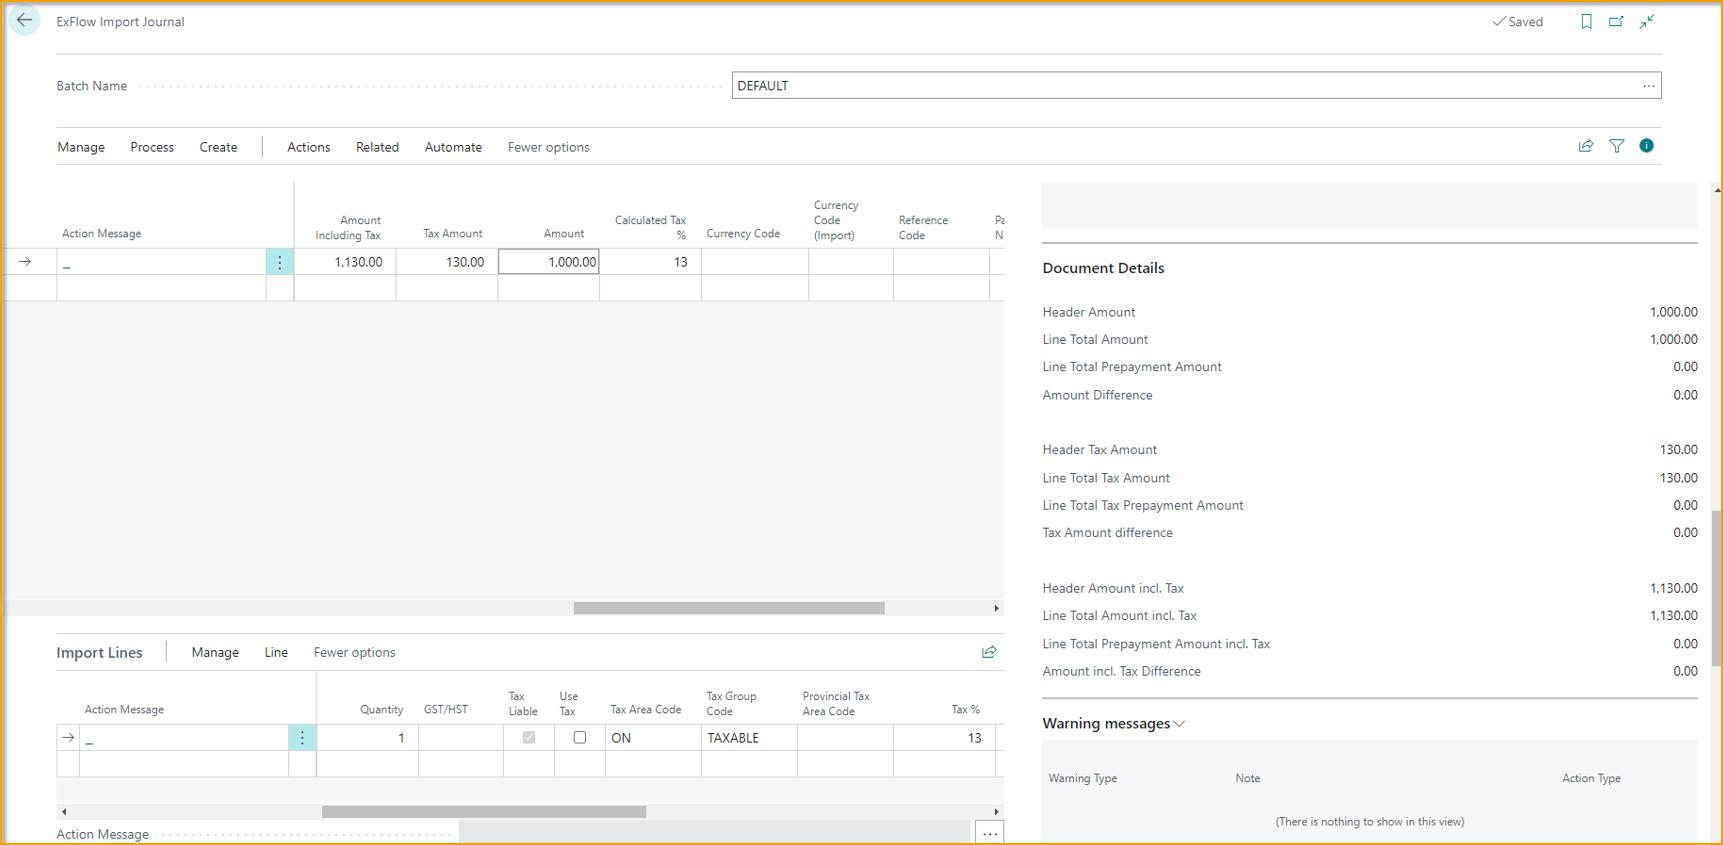 ExFlow Import Journal
Saved
Batch Name
DEFAULT
Manage Process Create Actions Related Automate Fewer options
Action Message
Amount Including Tax
Tax Amount
Amount
Calculated Tax %
Currency Code
Currency Code (Import)
Reference Code
Pa
N
_ 1,130.00 130.00 1,000.00 13
Document Details
Header Amount 1,000.00
Line Total Amount 1,000.00
Line Total Prepayment Amount 0.00
Amount Difference 0.00
Header Tax Amount 130.00
Line Total Tax Amount 130.00
Line Total Tax Prepayment Amount 0.00
Tax Amount difference 0.00
Header Amount incl. Tax 1,130.00
Line Total Amount incl. Tax 1,130.00
Line Total Prepayment Amount incl. Tax 0.00
Amount incl. Tax Difference 0.00
Import Lines Manage Line Fewer options
Action Message
Quantity
GST/HST
Tax Liable
Use Tax
Tax Area Code
Tax Group Code
Provincial Tax Area Code
Tax %
_ 1 ON TAXABLE 13
Action Message
Warning messages
Warning Type Note Action Type
(There is nothing to show in this view)